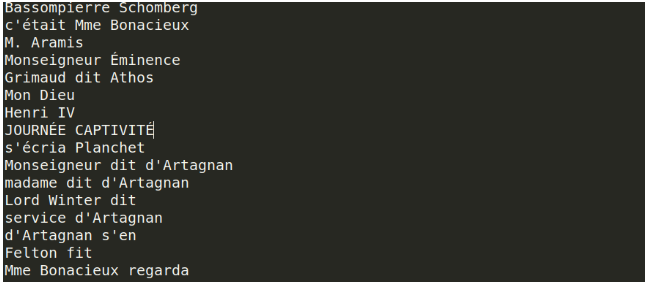 Bassompierre Schomberg
c'était Mme Bonacieux
M. Aramis
Monseigneur Éminence
Grimaud dit Athos
Mon Dieu
Henri IV
JOURNÉE CAPTIVITÉ
s'écria Planchet
Monseigneur dit d'Artagnan
madame dit d'Artagnan
Lord Winter dit
service d'Artagnan
d'Artagnan s'en
Felton fit
Mme Bonacieux regarda